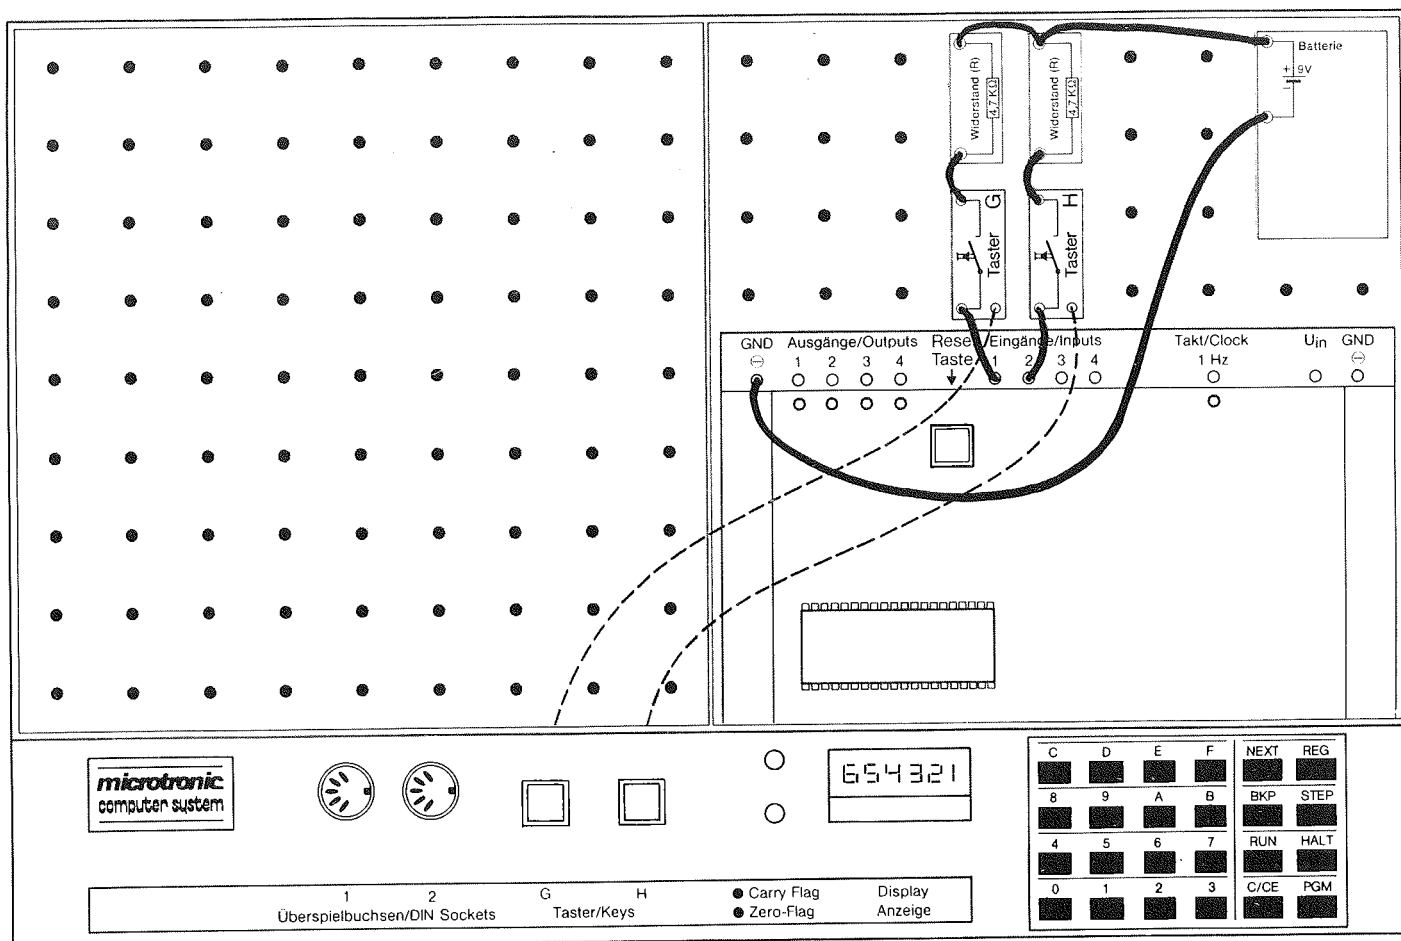 Batterie
+ 9V
−
Widerstand (R)
4,7 KΩ
Widerstand (R)
4,7 KΩ
Taster G
Taster H
GND Ausgänge/Outputs Reset Eingänge/Inputs Takt/Clock Uin GND
1 2 3 4 Taste 1 2 3 4 1 Hz
microtronic
computer system
654321
C D E F NEXT REG
8 9 A B BKP STEP
4 5 6 7 RUN HALT
0 1 2 3 C/CE PGM
1 2 G H Carry Flag Display
Überspielbuchsen/DIN Sockets Taster/Keys Zero-Flag Anzeige